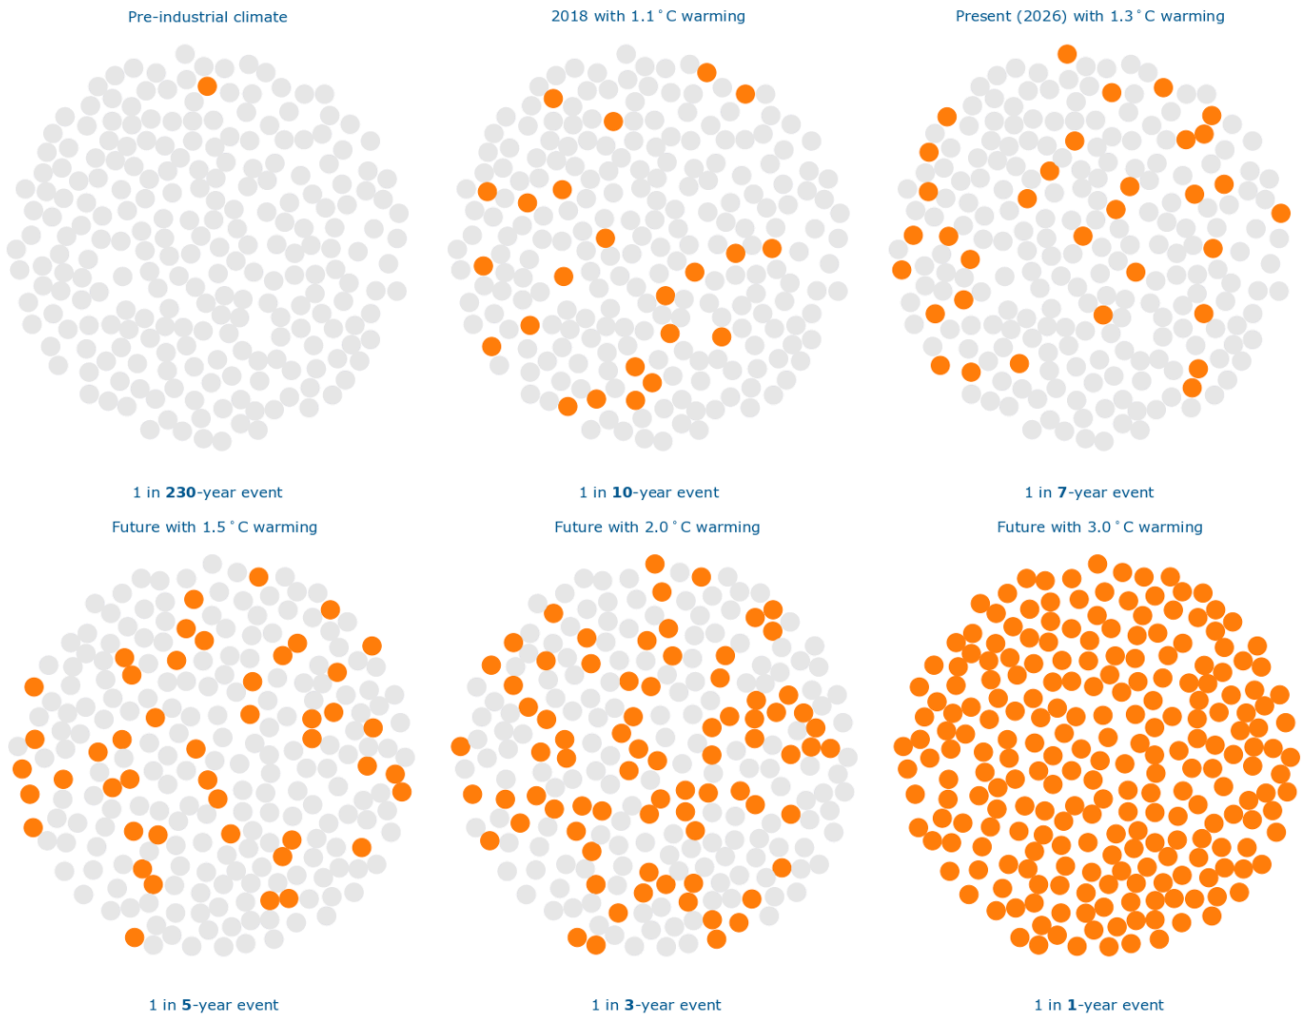 Pre-industrial climate
2018 with 1.1°C warming
Present (2026) with 1.3°C warming
1 in 230-year event
1 in 10-year event
1 in 7-year event
Future with 1.5°C warming
Future with 2.0°C warming
Future with 3.0°C warming
1 in 5-year event
1 in 3-year event
1 in 1-year event